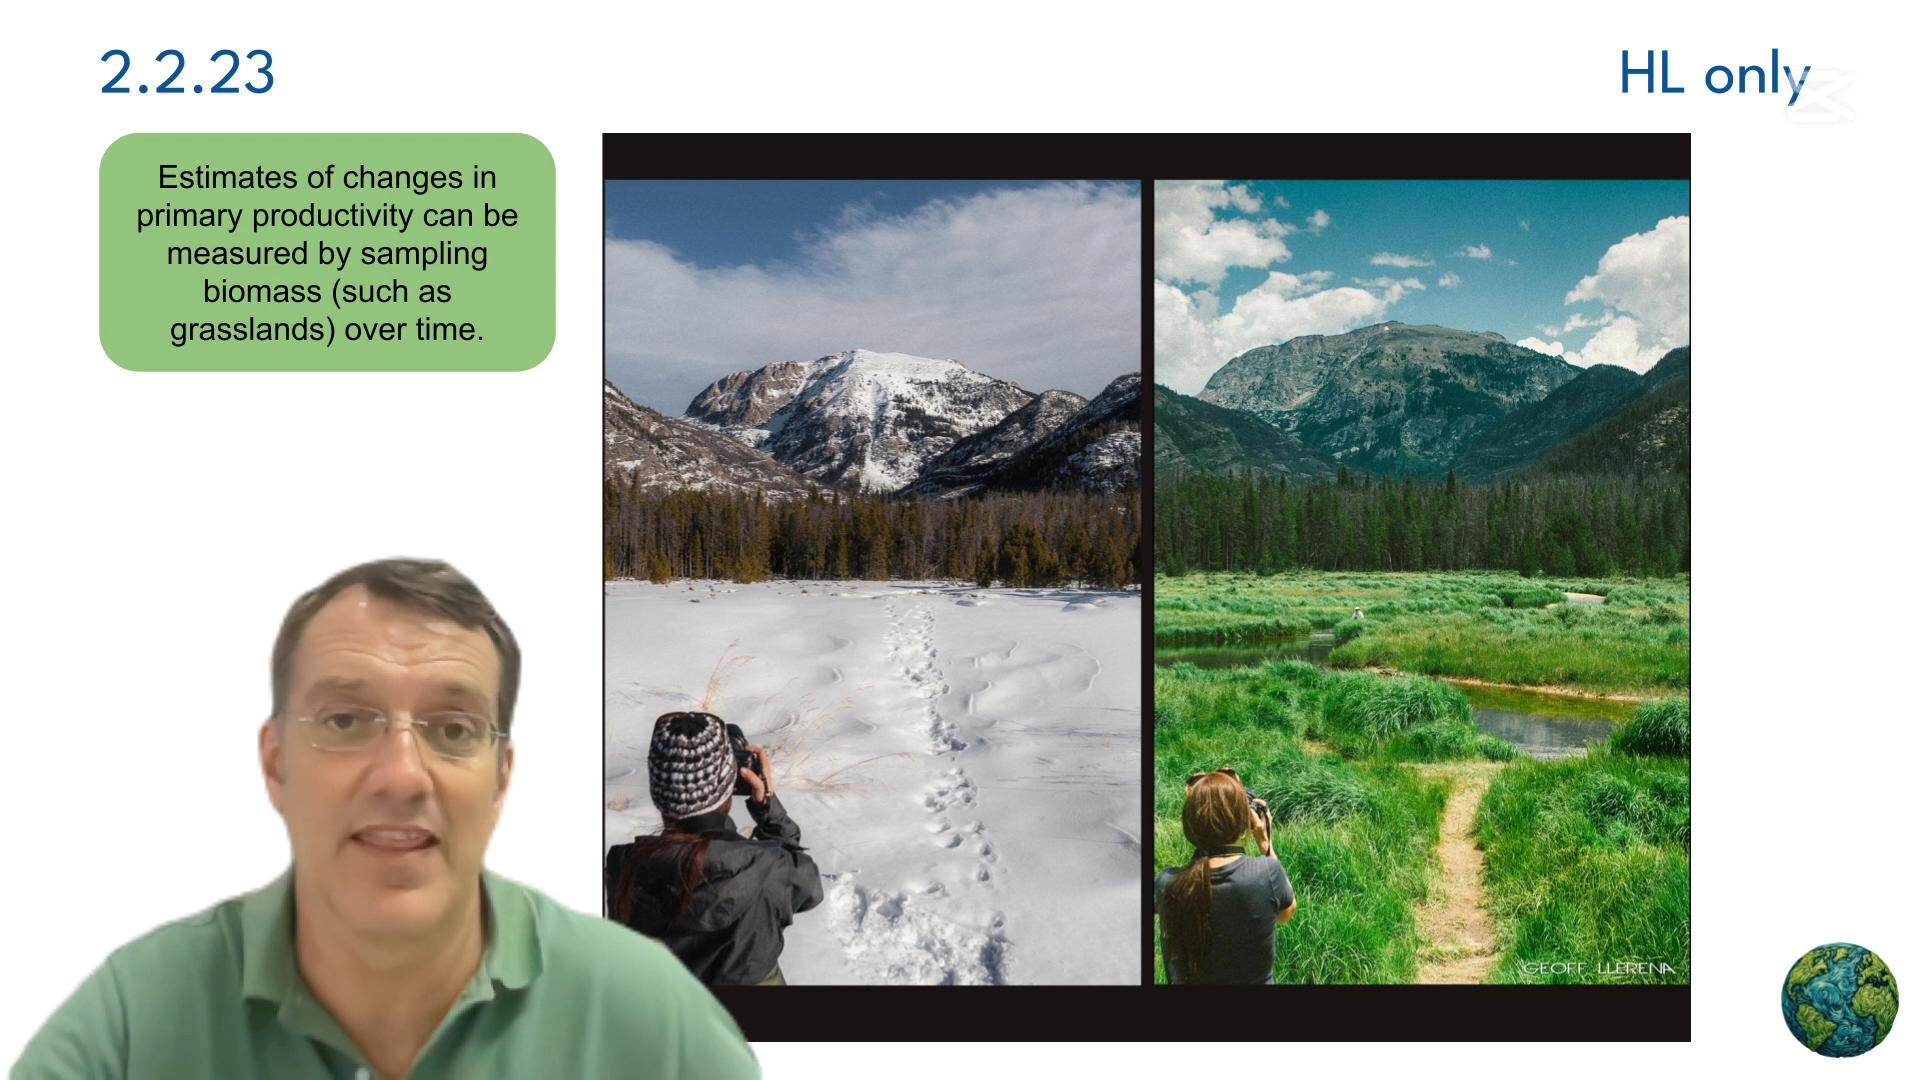 2.2.23
HL only
Estimates of changes in
primary productivity can be
measured by sampling
biomass (such as
grasslands) over time.
GEOFF LLERENA